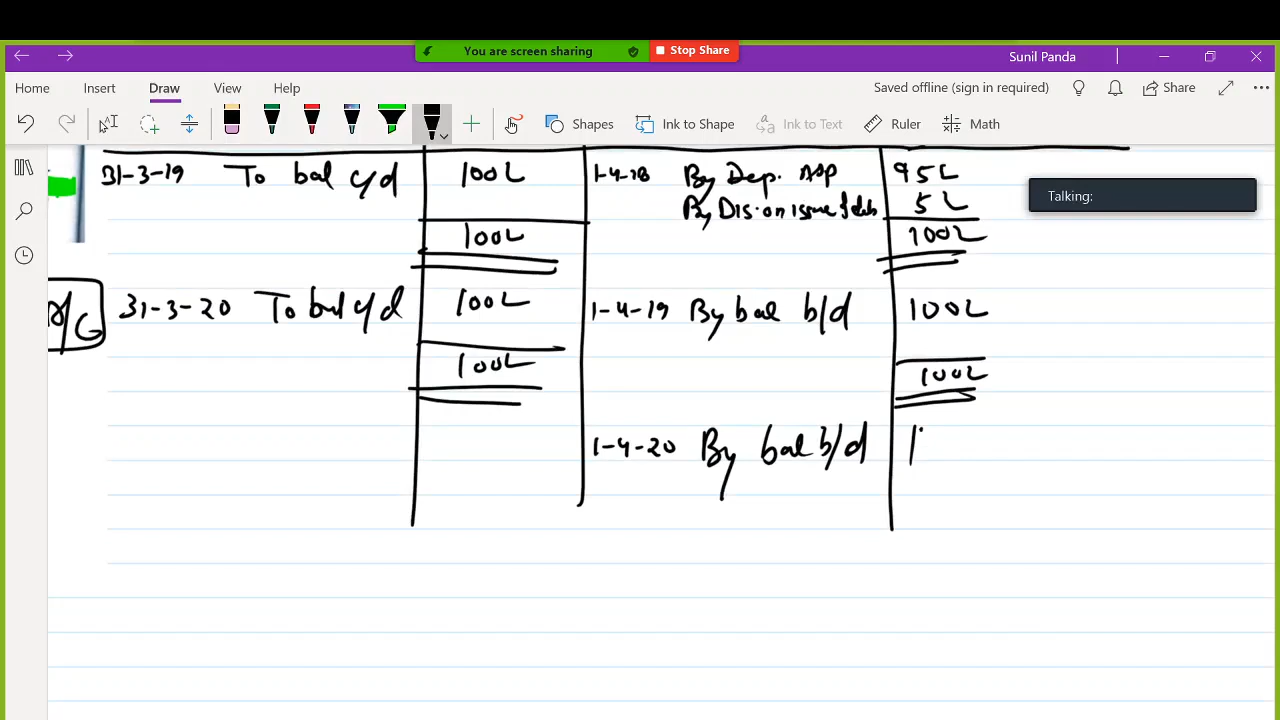 You are screen sharing Stop Share
Sunil Panda
Home Insert Draw View Help Saved offline (sign in required) Share
Shapes Ink to Shape Ink to Text Ruler Math
Talking:
31-3-19 To bal c/d 100L 1-4-18 By Dep. App 95L
By Dis. on issue of deb 5L
100L 100L
31-3-20 To bal c/d 100L 1-4-19 By bal b/d 100L
100L 100L
1-4-20 By bal b/d 1